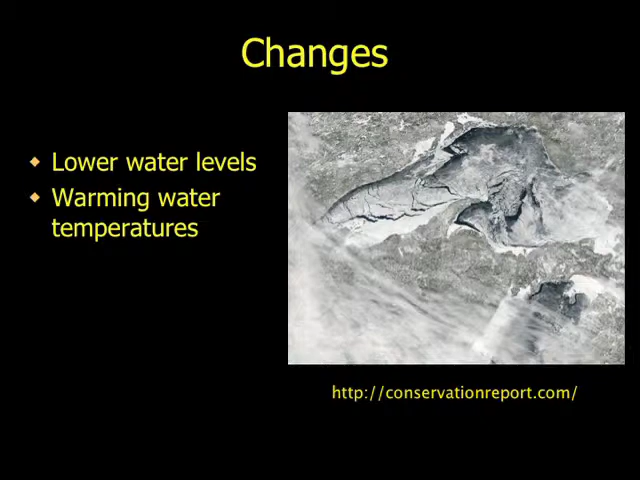 Changes
Lower water levels
Warming water
temperatures
http://conservationreport.com/